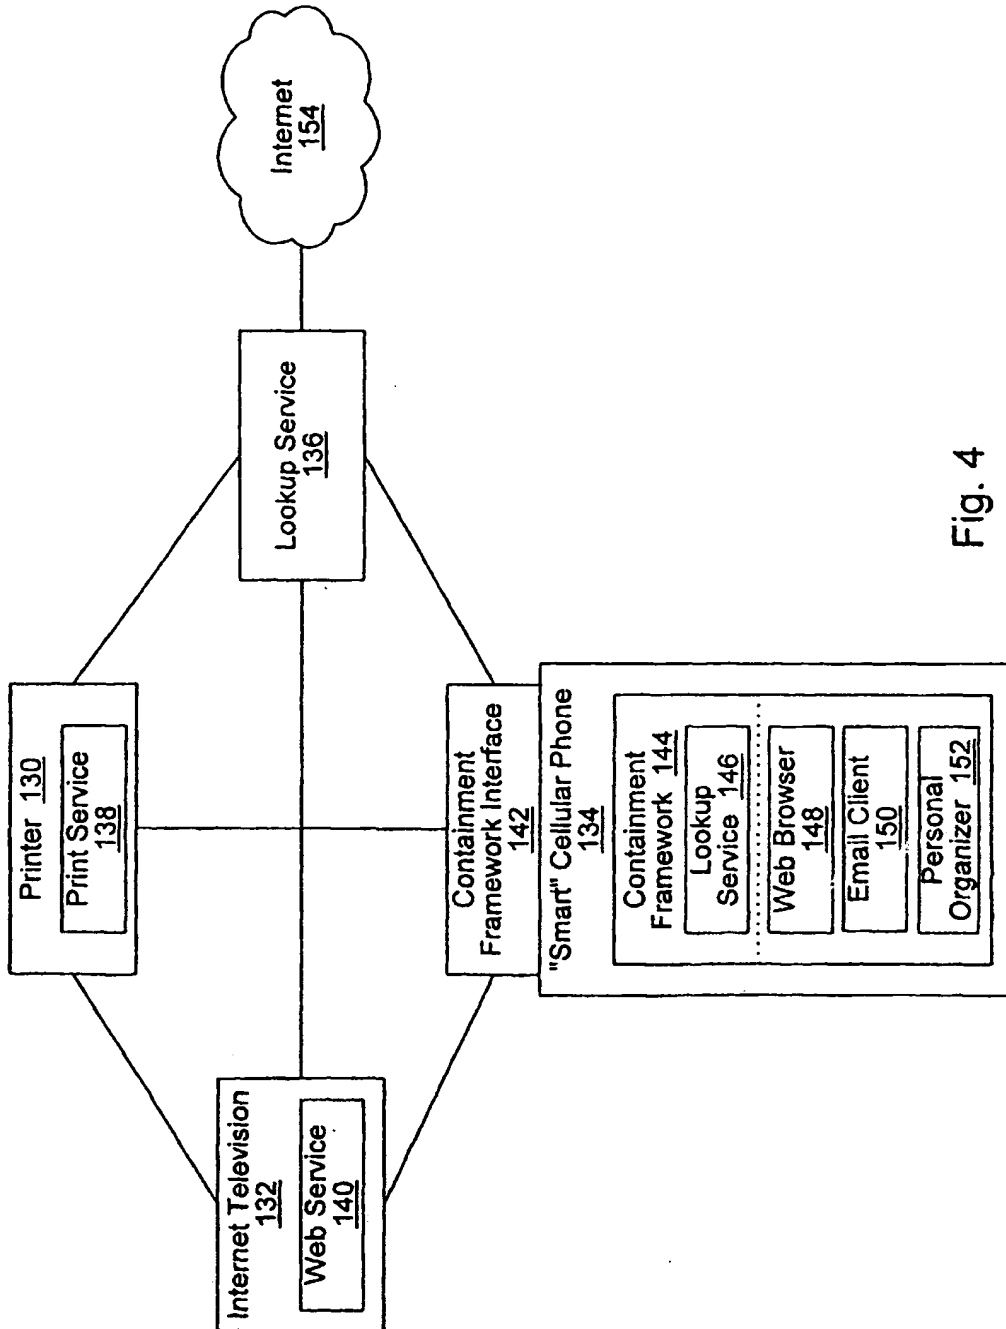 Printer 130
Print Service
138
Internet Television
132
Web Service
140
Lookup Service
136
Internet
154
Containment
Framework Interface
142
"Smart" Cellular Phone
134
Containment
Framework 144
Lookup
Service 146
Web Browser
148
Email Client
150
Personal
Organizer 152
Fig. 4